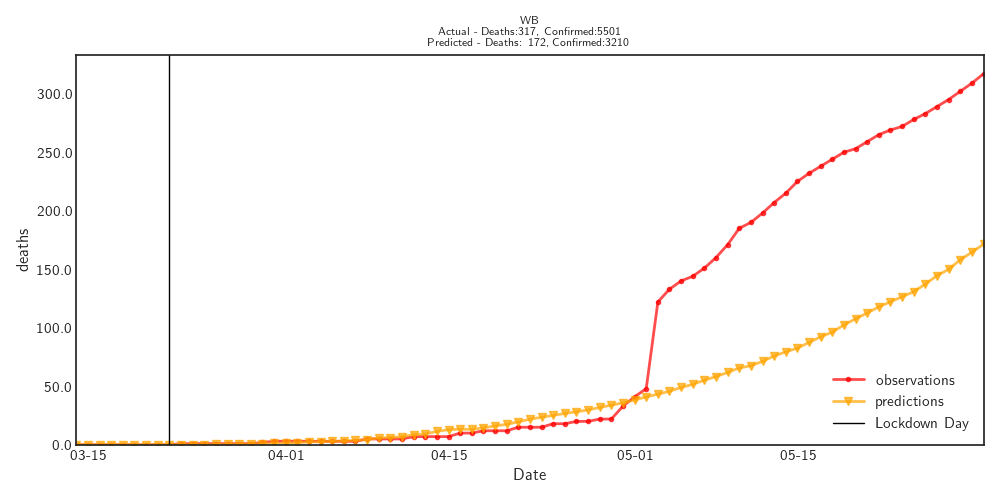 WB
Actual - Deaths:317, Confirmed:5501
Predicted - Deaths: 172, Confirmed:3210
deaths
300.0
250.0
200.0
150.0
100.0
50.0
0.0
observations
predictions
Lockdown Day
03-15 04-01 04-15 05-01 05-15
Date